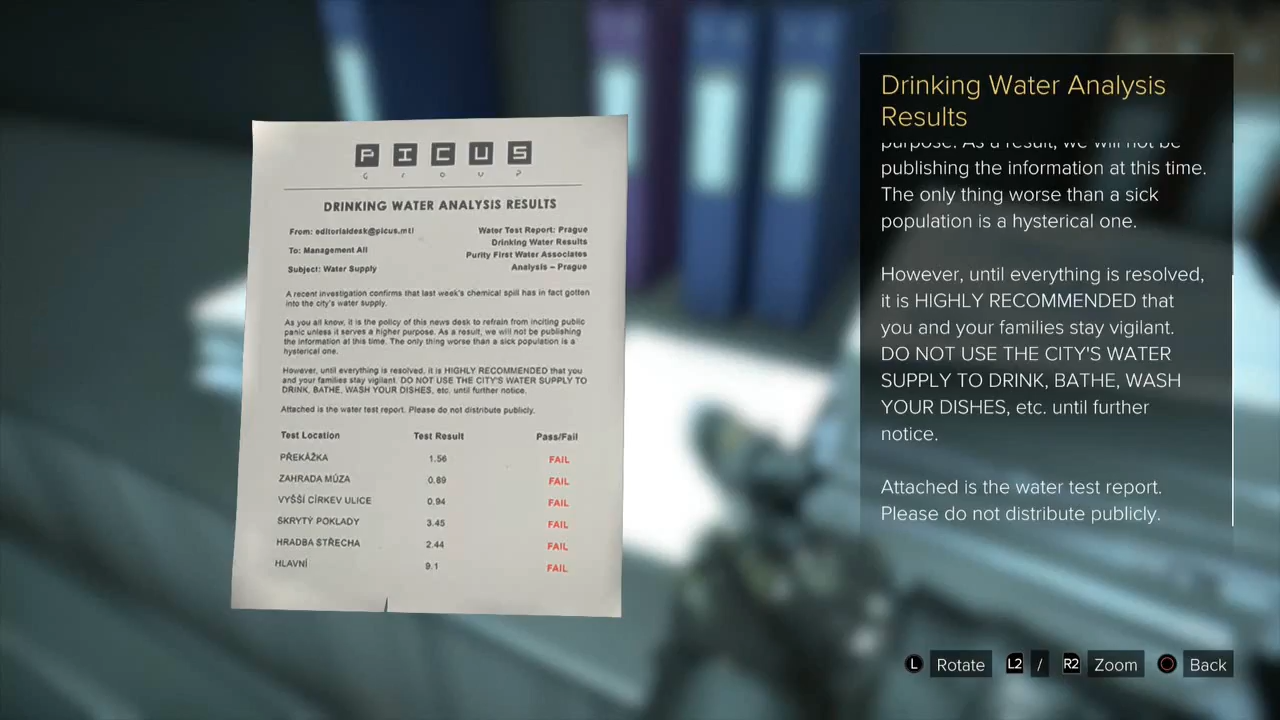 PICUS
GROUP
DRINKING WATER ANALYSIS RESULTS
From: editorialdesk@picus.mtl
To: Management All
Subject: Water Supply
Water Test Report: Prague
Drinking Water Results
Purity First Water Associates
Analysis – Prague
A recent investigation confirms that last week's chemical spill has in fact gotten
into the city's water supply.
As you all know, it is the policy of this news desk to refrain from inciting public
panic unless it serves a higher purpose. As a result, we will not be publishing
the information at this time. The only thing worse than a sick population is a
hysterical one.
However, until everything is resolved, it is HIGHLY RECOMMENDED that you
and your families stay vigilant. DO NOT USE THE CITY'S WATER SUPPLY TO
DRINK, BATHE, WASH YOUR DISHES, etc. until further notice.
Attached is the water test report. Please do not distribute publicly.
Test Location Test Result Pass/Fail
PŘEKÁŽKA 1.56 FAIL
ZAHRADA MÚZA 0.89 FAIL
VYŠŠÍ CÍRKEV ULICE 0.94 FAIL
SKRYTÝ POKLADY 3.45 FAIL
HRADBA STŘECHA 2.44 FAIL
HLAVNÍ 9.1 FAIL
Drinking Water Analysis
Results
purpose. As a result, we will not be
publishing the information at this time.
The only thing worse than a sick
population is a hysterical one.
However, until everything is resolved,
it is HIGHLY RECOMMENDED that
you and your families stay vigilant.
DO NOT USE THE CITY'S WATER
SUPPLY TO DRINK, BATHE, WASH
YOUR DISHES, etc. until further
notice.
Attached is the water test report.
Please do not distribute publicly.
L Rotate L2 / R2 Zoom Back